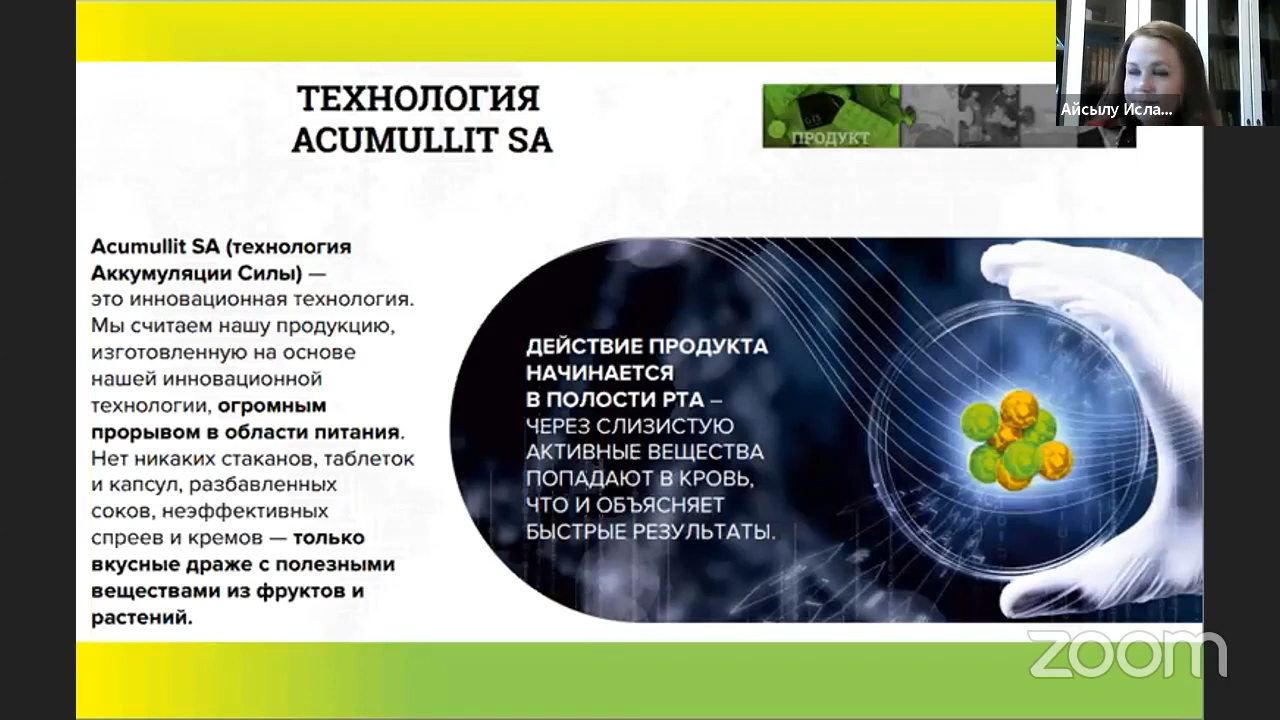 ТЕХНОЛОГИЯ
ACUMULLIT SA
ПРОДУКТ
Айсылу Исла...
Acumullit SA (технология
Аккумуляции Силы) —
это инновационная технология.
Мы считаем нашу продукцию,
изготовленную на основе
нашей инновационной
технологии, огромным
прорывом в области питания.
Нет никаких стаканов, таблеток
и капсул, разбавленных
соков, неэффективных
спреев и кремов — только
вкусные драже с полезными
веществами из фруктов и
растений.
ДЕЙСТВИЕ ПРОДУКТА
НАЧИНАЕТСЯ
В ПОЛОСТИ РТА –
ЧЕРЕЗ СЛИЗИСТУЮ
АКТИВНЫЕ ВЕЩЕСТВА
ПОПАДАЮТ В КРОВЬ,
ЧТО И ОБЪЯСНЯЕТ
БЫСТРЫЕ РЕЗУЛЬТАТЫ.
zoom